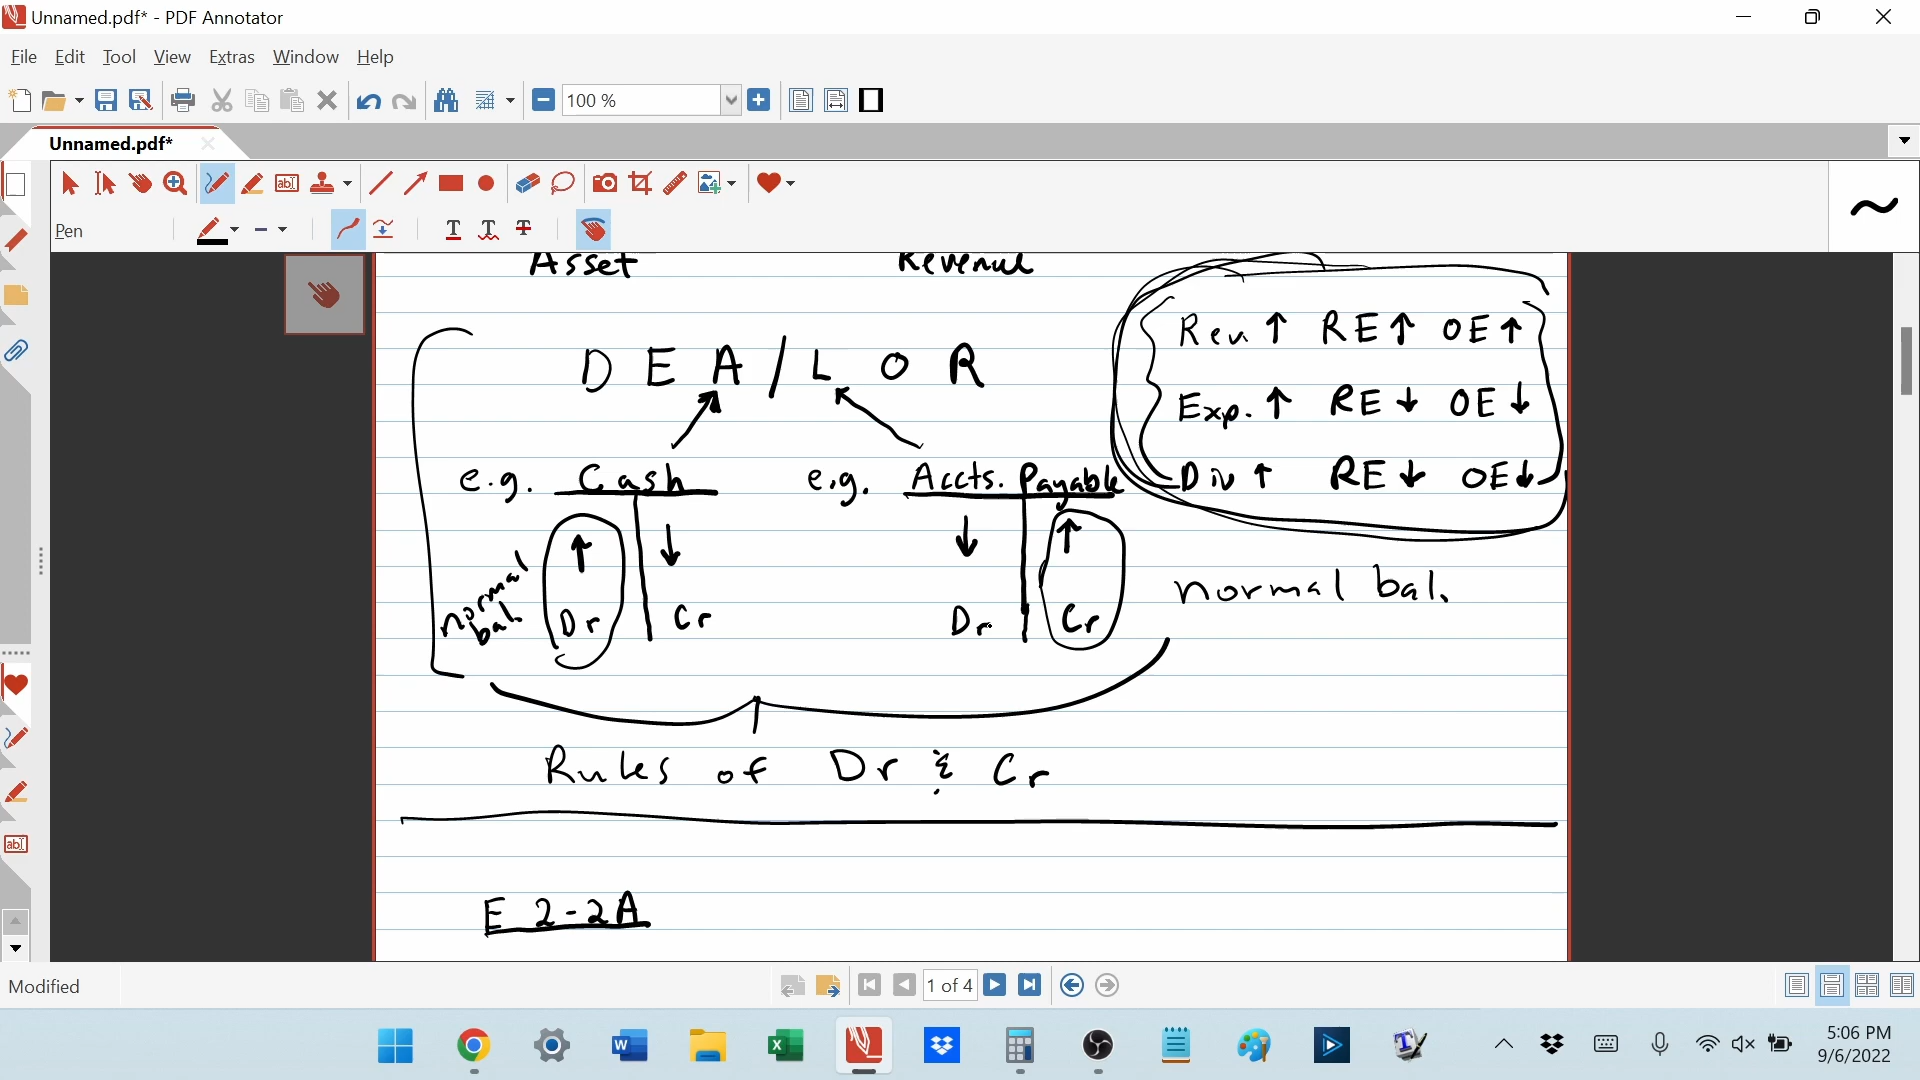 Unnamed.pdf* - PDF Annotator
File Edit Tool View Extras Window Help
100 %
Unnamed.pdf*
Pen
Asset Revenue
Rev ↑ RE ↑ OE ↑
D E A / L O R
Exp. ↑ RE ↓ OE ↓
e.g. Cash e.g. Accts. Payable
Div ↑ RE ↓ OE ↓
↑ ↓ ↓ ↑
normal bal. normal bal.
Dr Cr Dr. Cr
Rules of Dr & Cr
E 2-2A
Modified
1 of 4
5:06 PM
9/6/2022